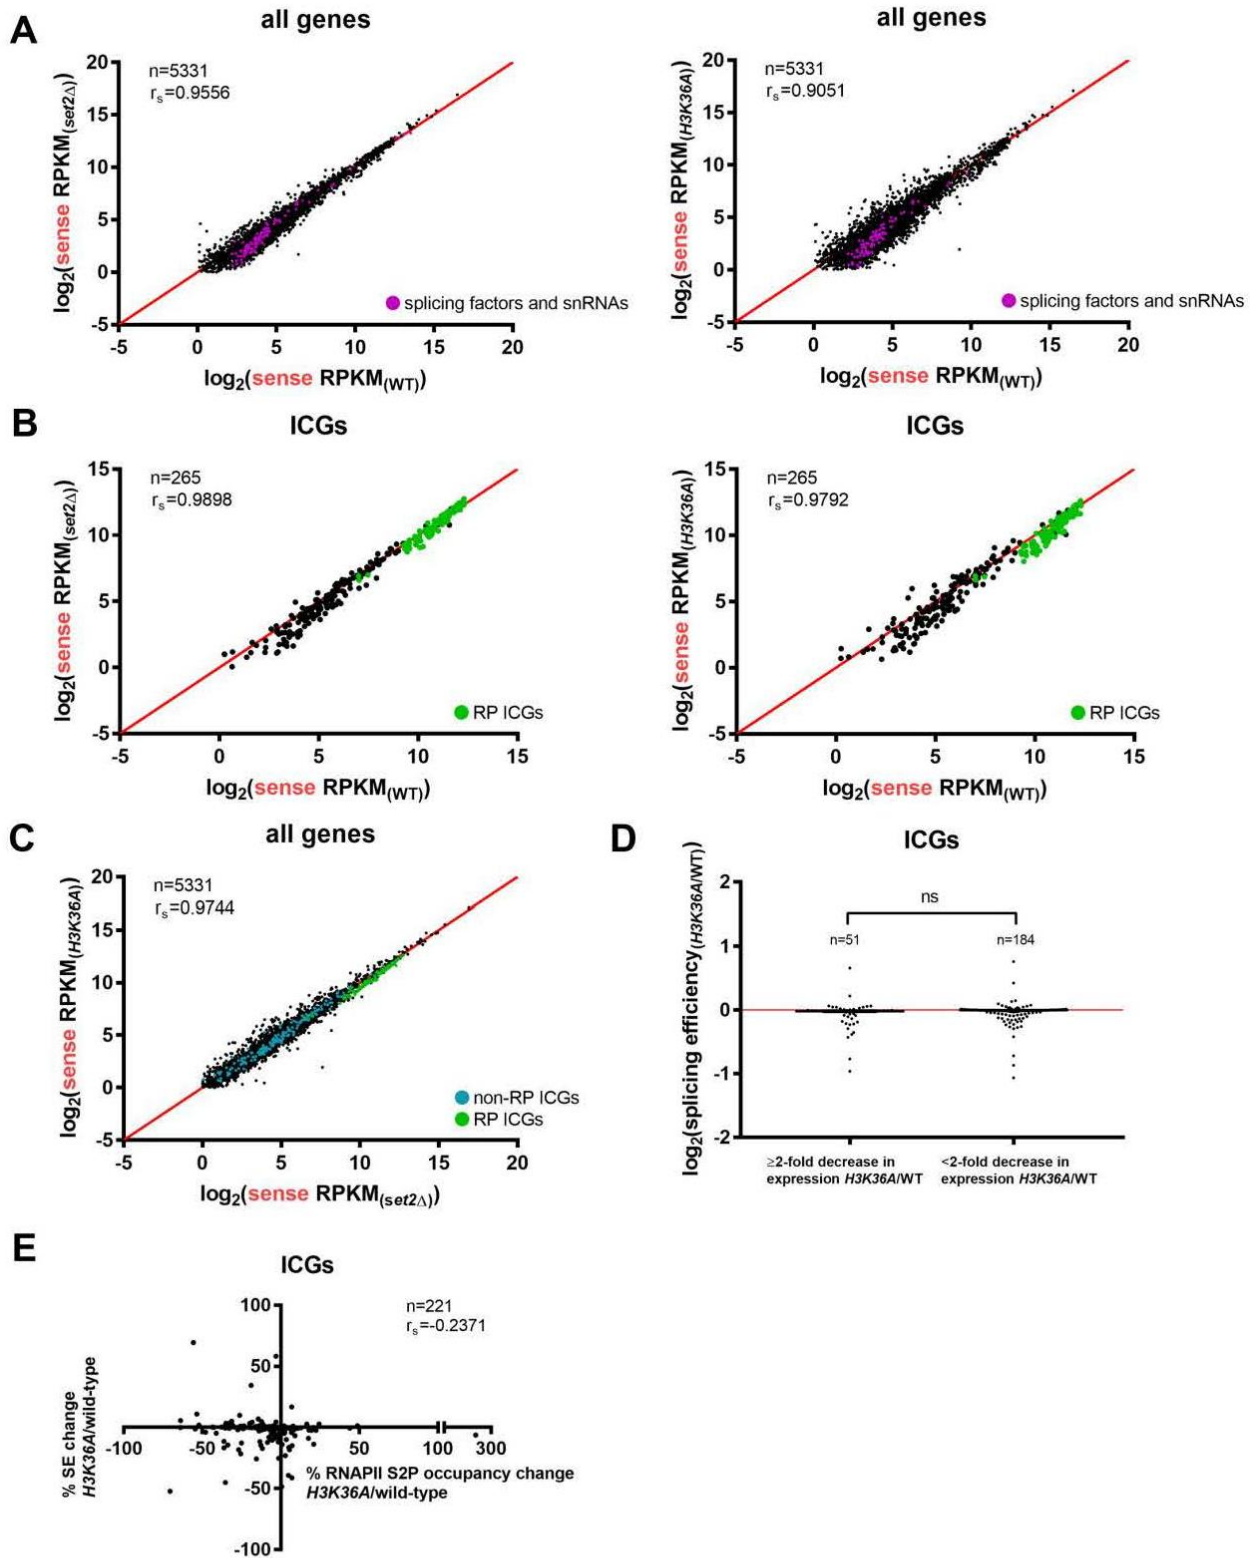 A
all genes
n=5331
rs=0.9556
log2(sense RPKM(set2Δ))
20
15
10
5
0
-5
-5 0 5 10 15 20
splicing factors and snRNAs
log2(sense RPKM(WT))
all genes
n=5331
rs=0.9051
log2(sense RPKM(H3K36A))
20
15
10
5
0
-5
-5 0 5 10 15 20
splicing factors and snRNAs
log2(sense RPKM(WT))
B
ICGs
n=265
rs=0.9898
log2(sense RPKM(set2Δ))
15
10
5
0
-5
-5 0 5 10 15
RP ICGs
log2(sense RPKM(WT))
ICGs
n=265
rs=0.9792
log2(sense RPKM(H3K36A))
15
10
5
0
-5
-5 0 5 10 15
RP ICGs
log2(sense RPKM(WT))
C
all genes
n=5331
rs=0.9744
log2(sense RPKM(H3K36A))
20
15
10
5
0
-5
-5 0 5 10 15 20
non-RP ICGs
RP ICGs
log2(sense RPKM(set2Δ))
D
ICGs
log2(splicing efficiency(H3K36A/WT))
2
1
0
-1
-2
ns
n=51
n=184
≥2-fold decrease in
expression H3K36A/WT
<2-fold decrease in
expression H3K36A/WT
E
ICGs
n=221
rs=-0.2371
% SE change
H3K36A/wild-type
100
50
-50
-100
-100 -50 50 100 300
% RNAPII S2P occupancy change
H3K36A/wild-type